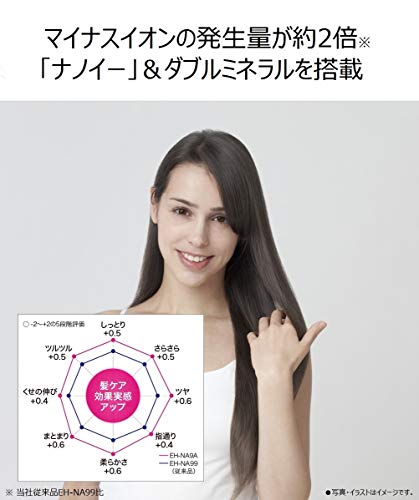 マイナスイオンの発生量が約2倍※
「ナノイー」＆ダブルミネラルを搭載
○ -2～+2の5段階評価
しっとり
+0.5
ツルツル
+0.5
さらさら
+0.5
くせの伸び
+0.4
髪ケア
効果実感
アップ
ツヤ
+0.6
まとまり
+0.6
指通り
+0.4
柔らかさ
+0.6
EH-NA9A
EH-NA99
(従来品)
※ 当社従来品EH-NA99比
●写真・イラストはイメージです。